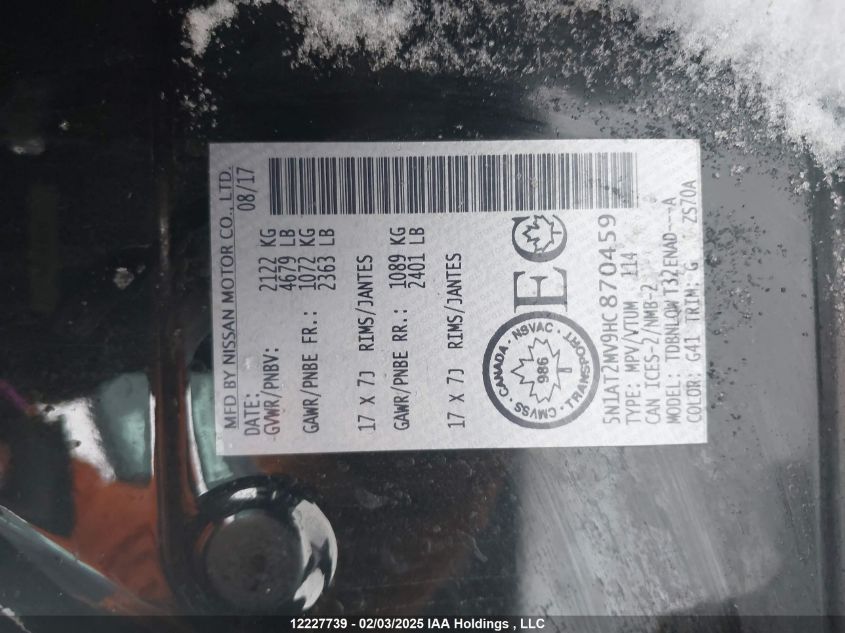 MFD BY NISSAN MOTOR CO., LTD.
DATE: 08/17
GVWR/PNBV: 2122 KG
4679 LB
GAWR/PNBE FR.: 1072 KG
2363 LB
17 X 7J RIMS/JANTES
GAWR/PNBE RR.: 1089 KG
2401 LB
17 X 7J RIMS/JANTES
CANADA · NSVAC · TRANSPORT · CMVSS
986
EC
5N1AT2MV9HC870459
TYPE: MPV/VTUM 114
CAN ICES-2/NMB-2
MODEL: TDBNLQW T32ENAD---A
COLOR: G41 TRIM: G ZS70A
12227739 - 02/03/2025 IAA Holdings , LLC